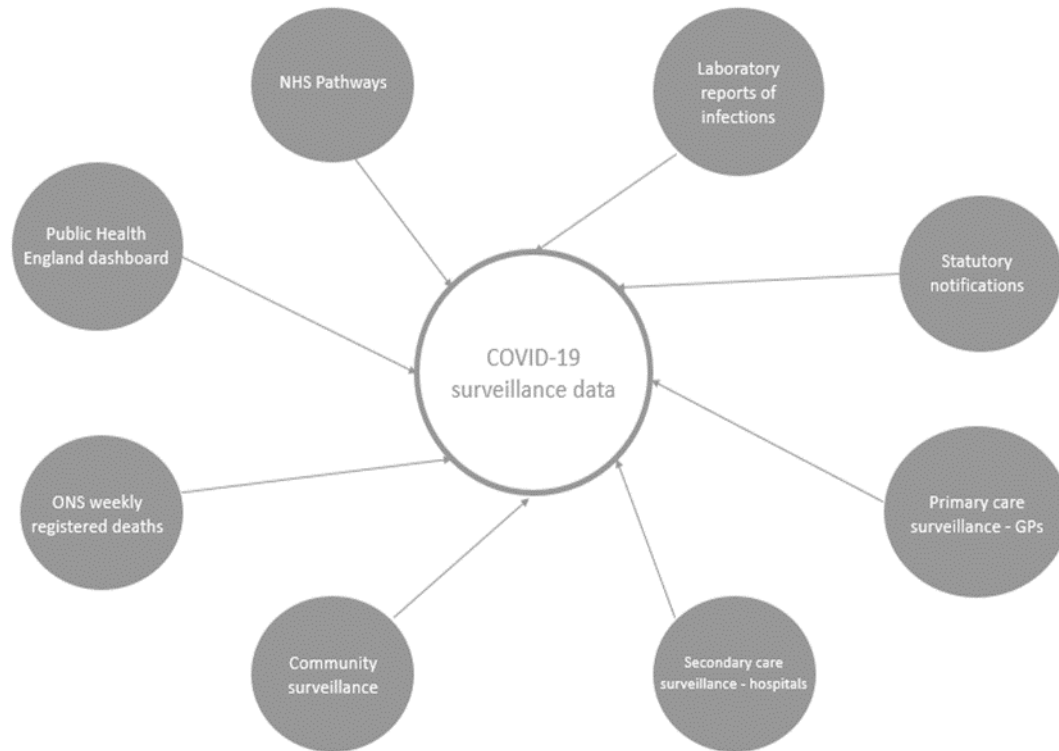 NHS Pathways
Laboratory
reports of
infections
Public Health
England dashboard
Statutory
notifications
COVID-19
surveillance data
ONS weekly
registered deaths
Primary care
surveillance - GPs
Community
surveillance
Secondary care
surveillance - hospitals